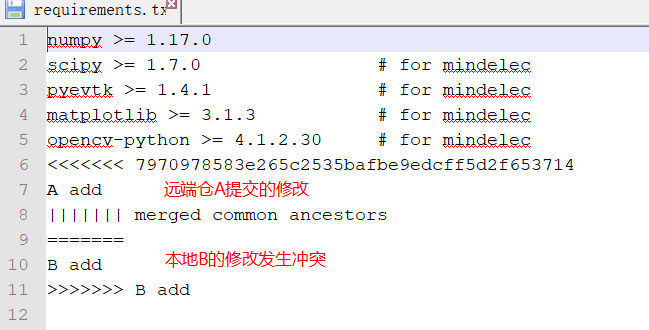 requirements.tx
1 numpy >= 1.17.0
2 scipy >= 1.7.0 # for mindelec
3 pyevtk >= 1.4.1 # for mindelec
4 matplotlib >= 3.1.3 # for mindelec
5 opencv-python >= 4.1.2.30 # for mindelec
6 <<<<<<< 7970978583e265c2535bafbe9edcff5d2f653714
7 A add 远端仓A提交的修改
8 ||||||| merged common ancestors
9 =======
10 B add 本地B的修改发生冲突
11 >>>>>>> B add
12